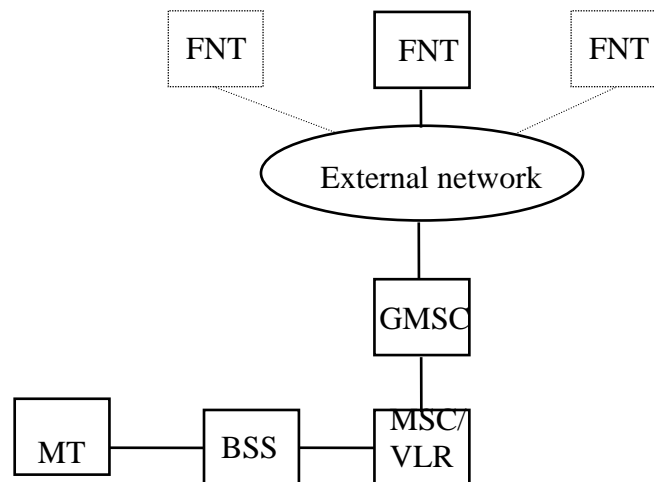 FNT
FNT
FNT
External network
GMSC
MT
BSS
MSC/
VLR